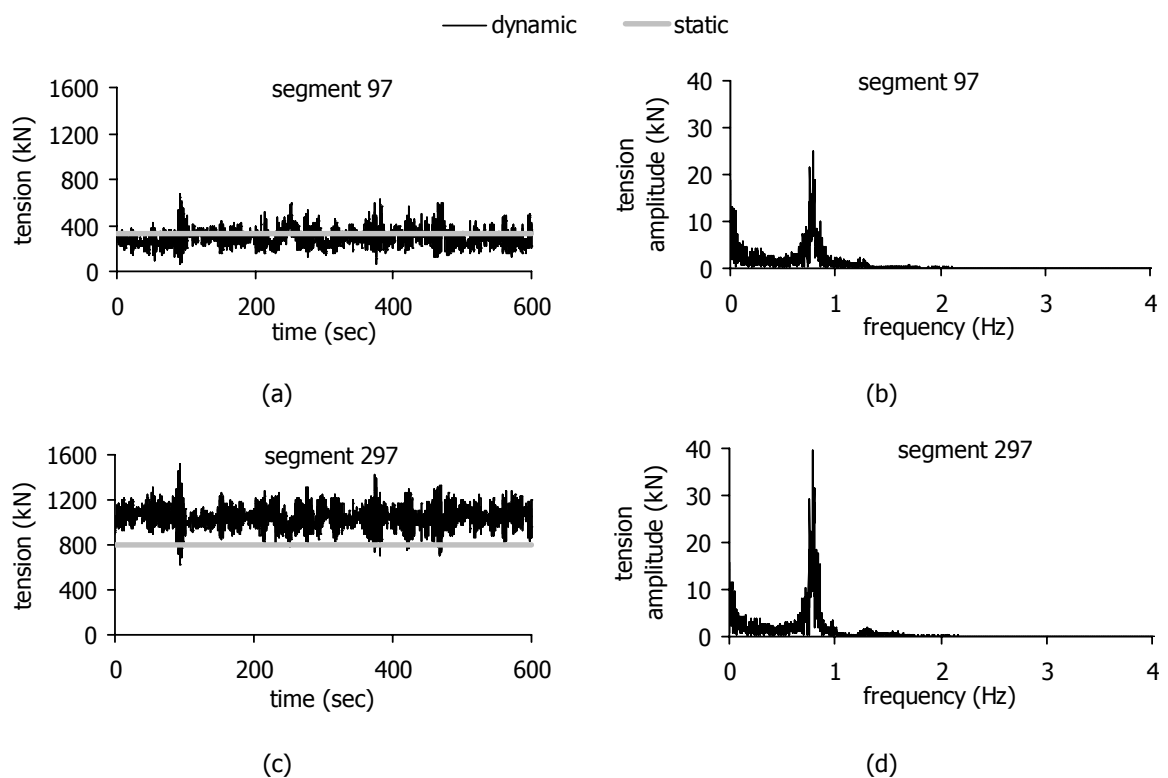 dynamic static
segment 97
tension (kN)
1600
1200
800
400
0
0 200 400 600
time (sec)
(a)
segment 97
tension
amplitude (kN)
40
30
20
10
0
0 1 2 3 4
frequency (Hz)
(b)
segment 297
tension (kN)
1600
1200
800
400
0
0 200 400 600
time (sec)
(c)
segment 297
tension
amplitude (kN)
40
30
20
10
0
0 1 2 3 4
frequency (Hz)
(d)